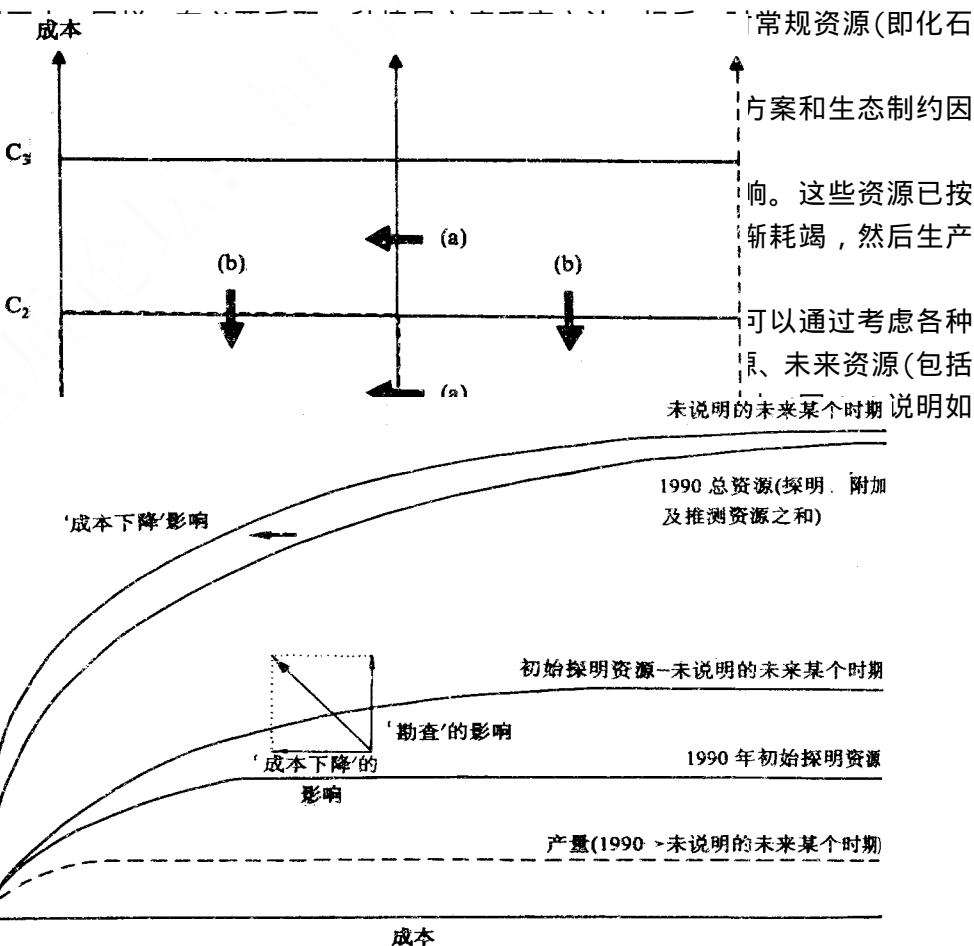 常规资源(即化石
成本
方案和生态制约因
C₃
响。这些资源已按
(a)
渐耗竭，然后生产
(b)
(b)
C₂
可以通过考虑各种
源、未来资源(包括
(a)
未说明的未来某个时期
说明如
1990 总资源(探明、附加
及推测资源之和)
‘成本下降’影响
初始探明资源-未说明的未来某个时期
‘勘查’的影响
‘成本下降’的
影响
1990 年初始探明资源
产量(1990->未说明的未来某个时期)
成本